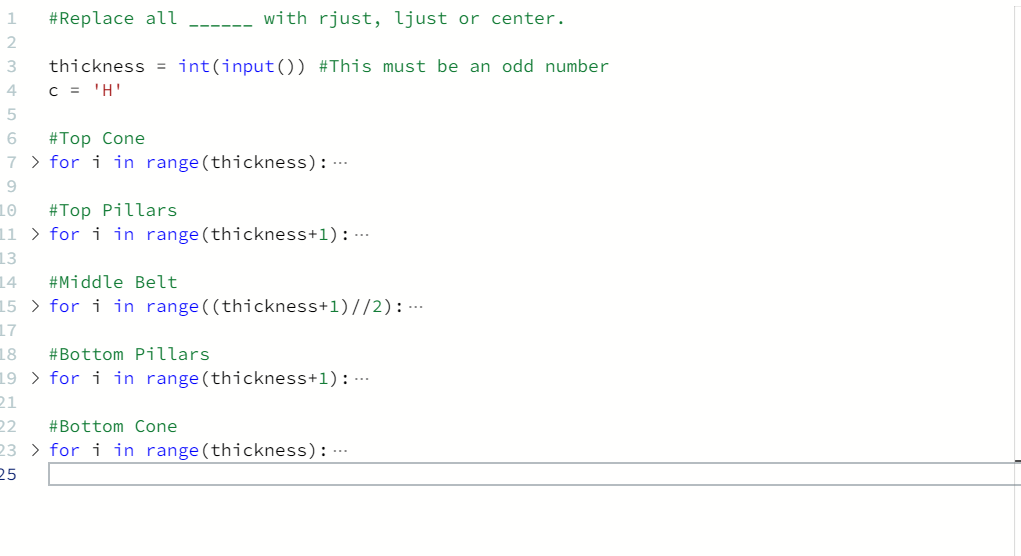 1 #Replace all ______ with rjust, ljust or center.
2
3 thickness = int(input()) #This must be an odd number
4 c = 'H'
5
6 #Top Cone
7 > for i in range(thickness): ···
9
10 #Top Pillars
11 > for i in range(thickness+1): ···
13
14 #Middle Belt
15 > for i in range((thickness+1)//2): ···
17
18 #Bottom Pillars
19 > for i in range(thickness+1): ···
21
22 #Bottom Cone
23 > for i in range(thickness): ···
25